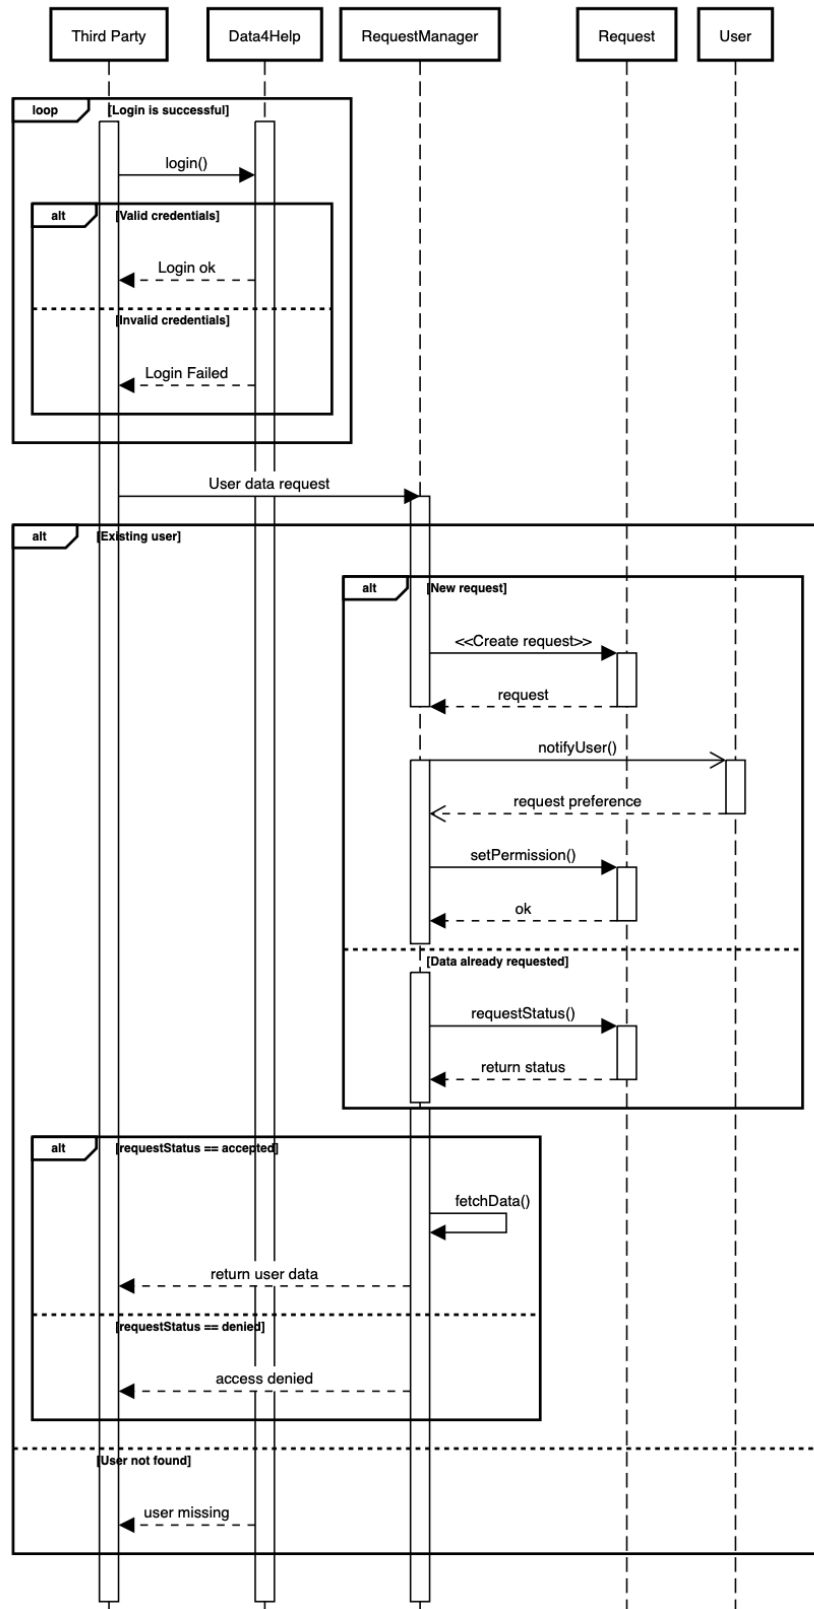 Third Party
Data4Help
RequestManager
Request
User
loop
[Login is successful]
login()
alt
[Valid credentials]
Login ok
[Invalid credentials]
Login Failed
User data request
alt
[Existing user]
alt
[New request]
<<Create request>>
request
notifyUser()
request preference
setPermission()
ok
[Data already requested]
requestStatus()
return status
alt
[requestStatus == accepted]
fetchData()
return user data
[requestStatus == denied]
access denied
[User not found]
user missing